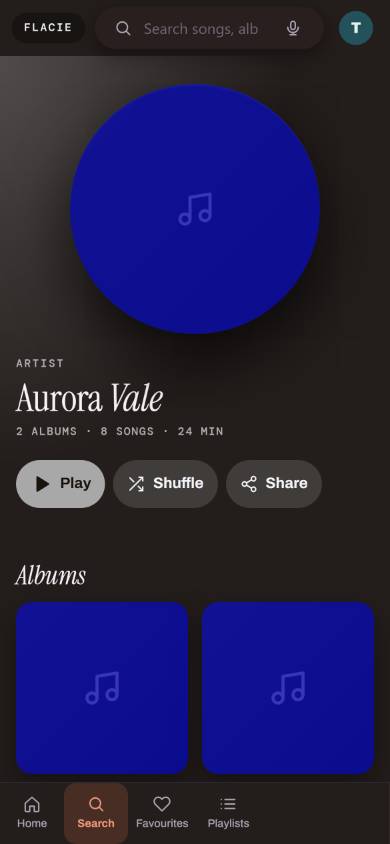 FLACIE
Search songs, alb
T
ARTIST
Aurora Vale
2 ALBUMS · 8 SONGS · 24 MIN
Play
Shuffle
Share
Albums
Home
Search
Favourites
Playlists